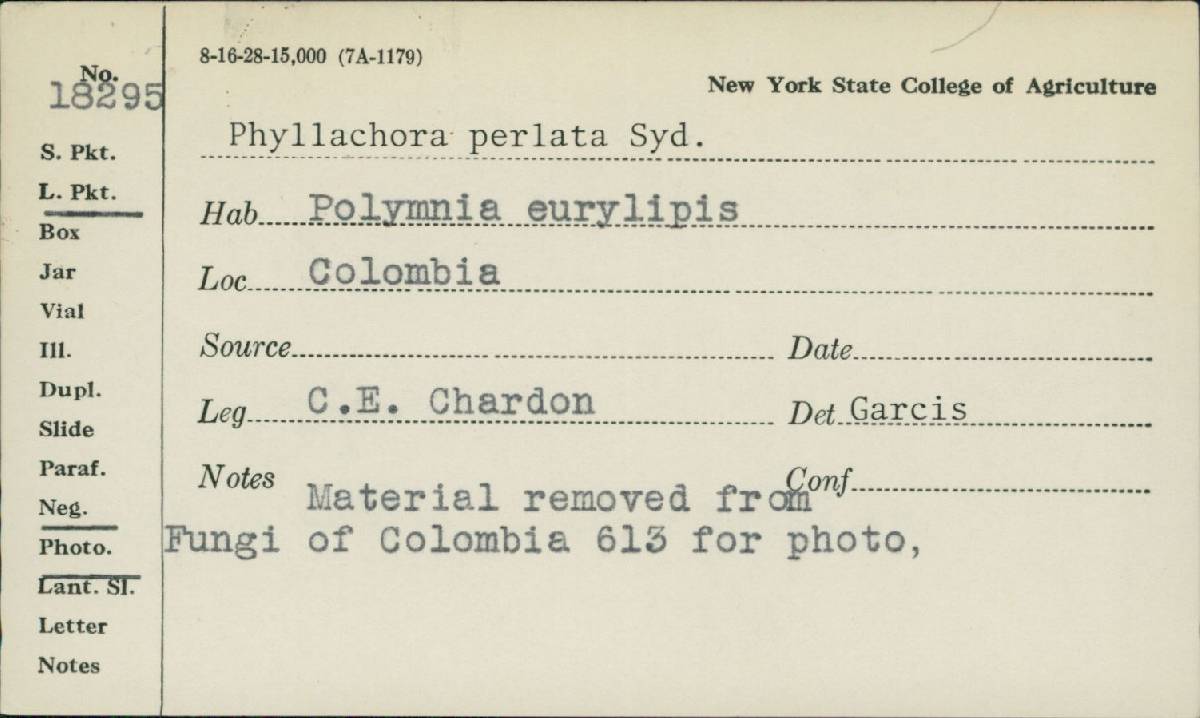 8-16-28-15,000 (7A-1179)
New York State College of Agriculture
No.
18295
Phyllachora perlata Syd.
S. Pkt.
L. Pkt.
Hab Polymnia eurylipis
Box
Jar
Loc Colombia
Vial
Ill.
Source Date
Dupl.
Leg C.E. Chardon Det Garcis
Slide
Paraf.
Notes Conf
Neg.
Material removed from
Photo.
Fungi of Colombia 613 for photo,
Lant. Sl.
Letter
Notes